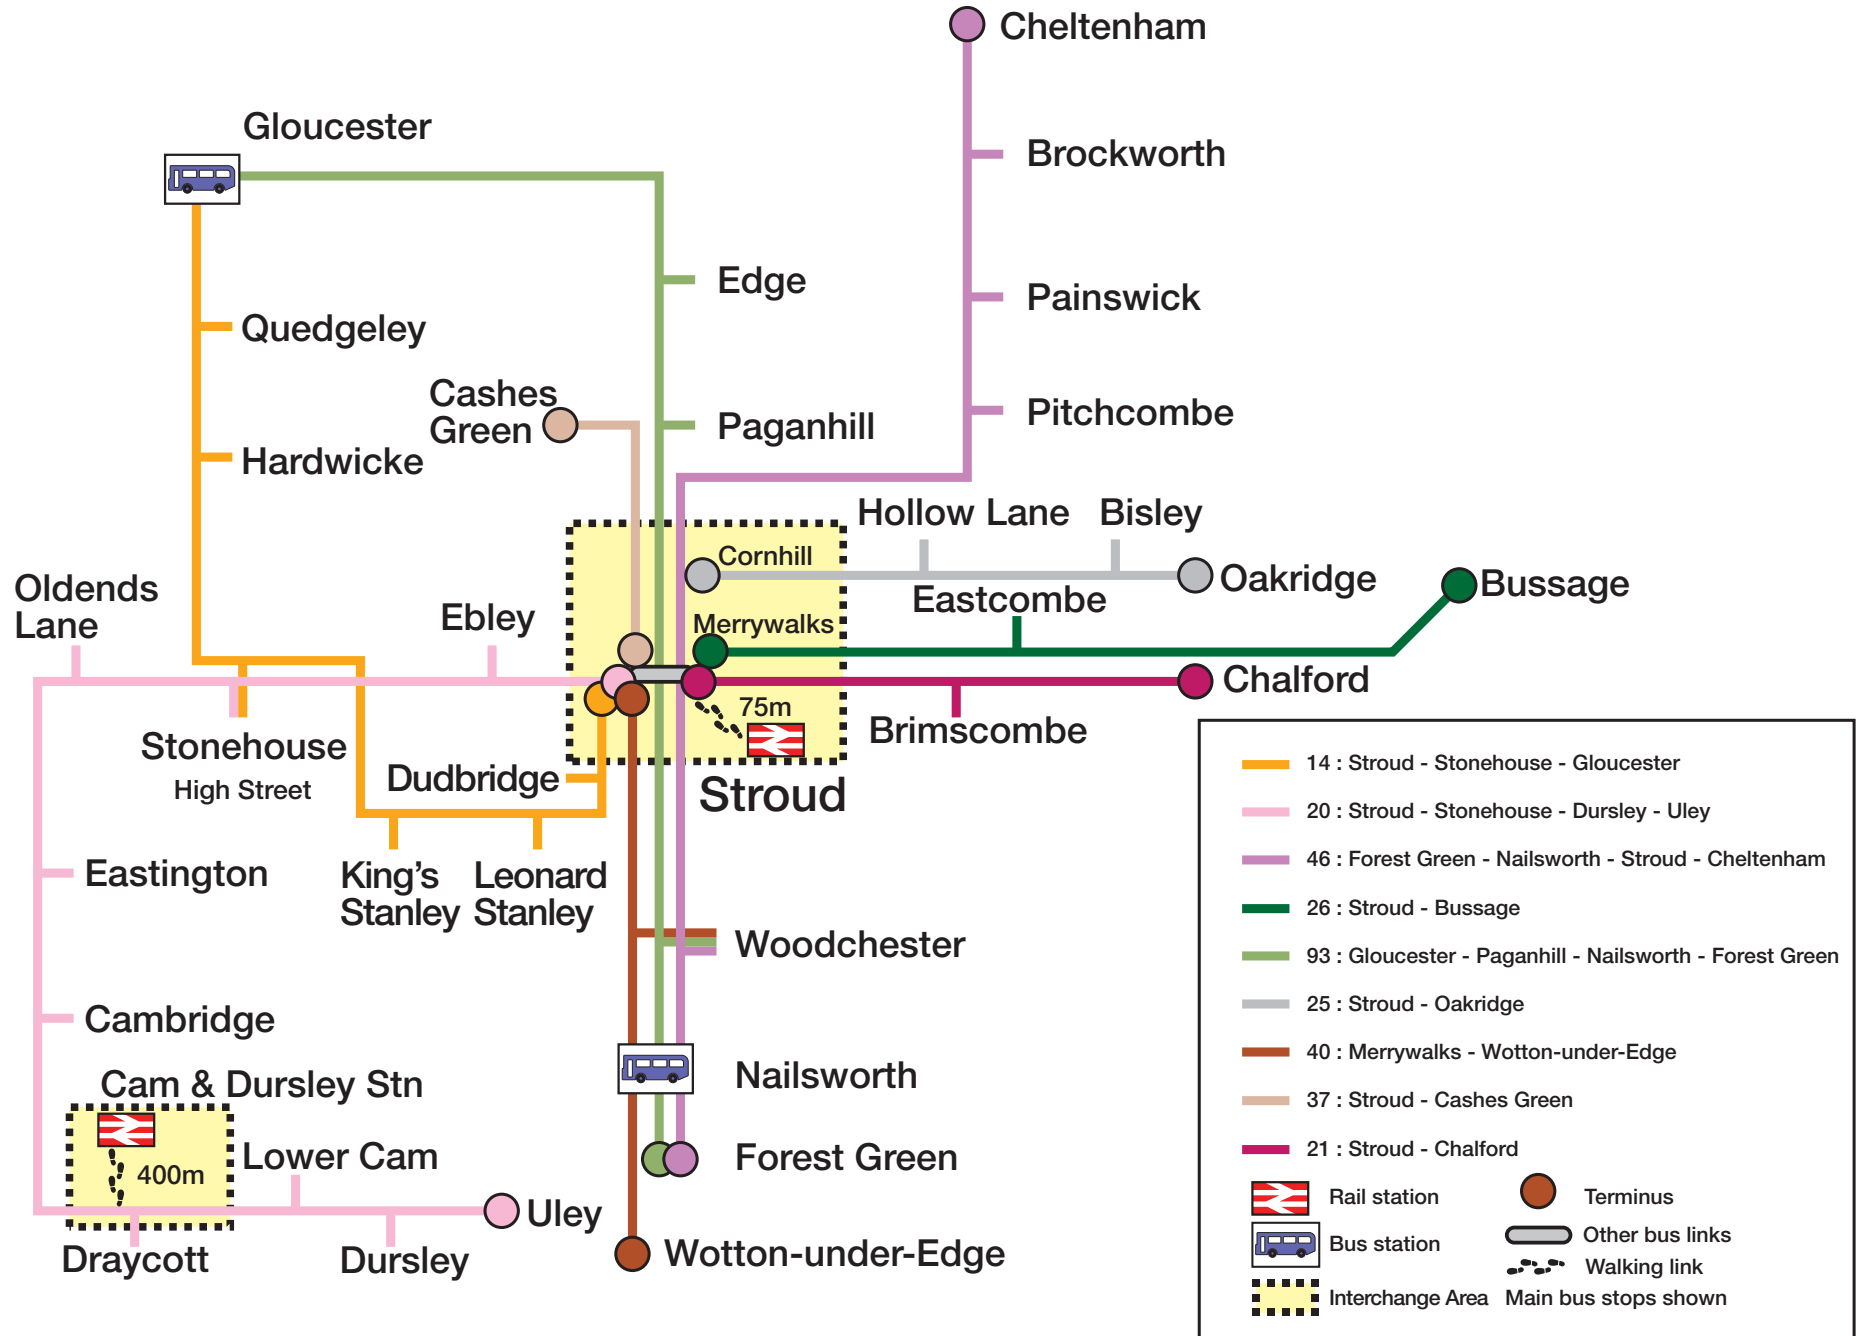 Cheltenham
Gloucester
Brockworth
Edge
Painswick
Quedgeley
Cashes
Green
Paganhill
Pitchcombe
Hardwicke
Hollow Lane
Bisley
Cornhill
Oakridge
Bussage
Oldends
Lane
Ebley
Eastcombe
Merrywalks
Chalford
75m
Brimscombe
Stonehouse
High Street
Dudbridge
Stroud
Eastington
King's
Stanley
Leonard
Stanley
Woodchester
Cambridge
Nailsworth
Cam & Dursley Stn
400m
Lower Cam
Forest Green
Uley
Draycott
Dursley
Wotton-under-Edge
14 : Stroud - Stonehouse - Gloucester
20 : Stroud - Stonehouse - Dursley - Uley
46 : Forest Green - Nailsworth - Stroud - Cheltenham
26 : Stroud - Bussage
93 : Gloucester - Paganhill - Nailsworth - Forest Green
25 : Stroud - Oakridge
40 : Merrywalks - Wotton-under-Edge
37 : Stroud - Cashes Green
21 : Stroud - Chalford
Rail station
Terminus
Bus station
Other bus links
Walking link
Interchange Area
Main bus stops shown